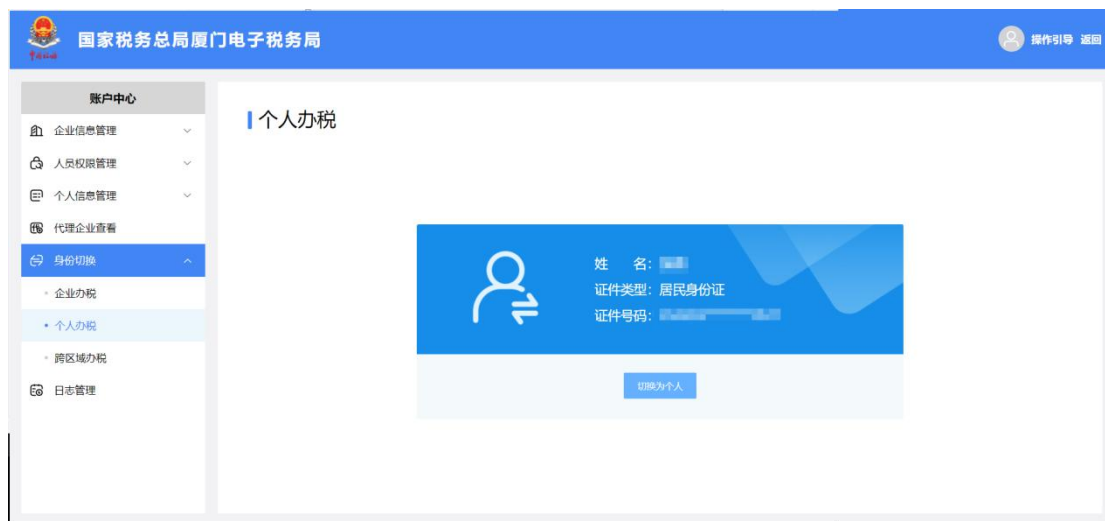 国家税务总局厦门电子税务局
操作引导 返回
账户中心
企业信息管理
人员权限管理
个人信息管理
代理企业查看
身份切换
企业办税
个人办税
跨区域办税
日志管理
个人办税
姓 名：
证件类型：居民身份证
证件号码：
切换为个人